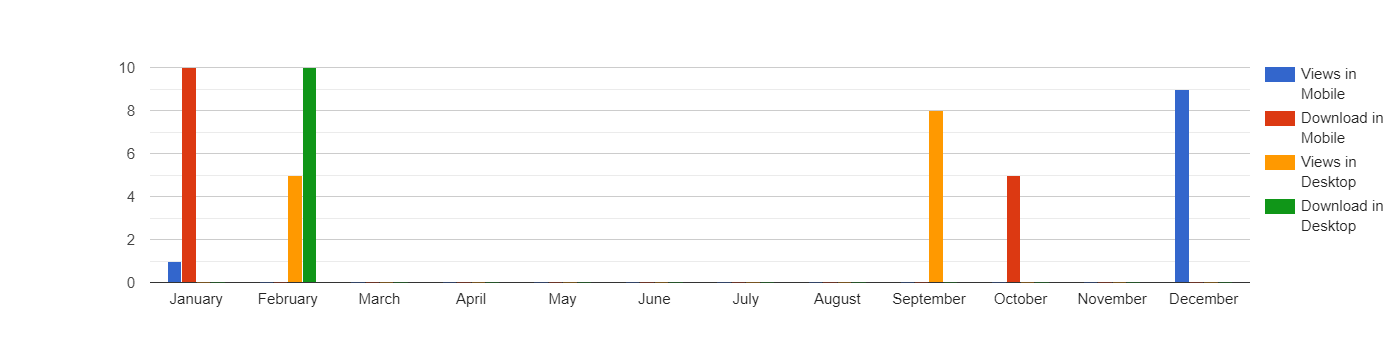 10
8
6
4
2
0
January February March April May June July August September October November December
Views in
Mobile
Download in
Mobile
Views in
Desktop
Download in
Desktop